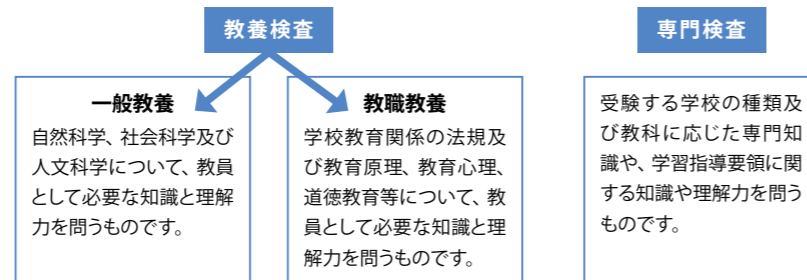 教養検査
専門検査
一般教養
自然科学、社会科学及び
人文科学について、教員
として必要な知識と理解
力を問うものです。
教職教養
学校教育関係の法規及
び教育原理、教育心理、
道徳教育等について、教
員として必要な知識と理
解力を問うものです。
受験する学校の種類及
び教科に応じた専門知
識や、学習指導要領に関
する知識や理解力を問う
ものです。